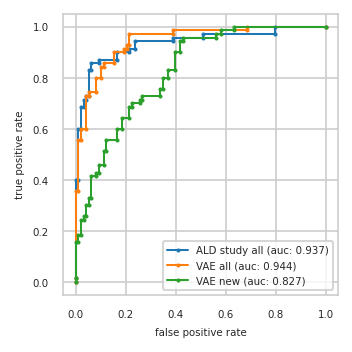 1.0
0.8
0.6
0.4
0.2
0.0
true positive rate
ALD study all (auc: 0.937)
VAE all (auc: 0.944)
VAE new (auc: 0.827)
0.0 0.2 0.4 0.6 0.8 1.0
false positive rate